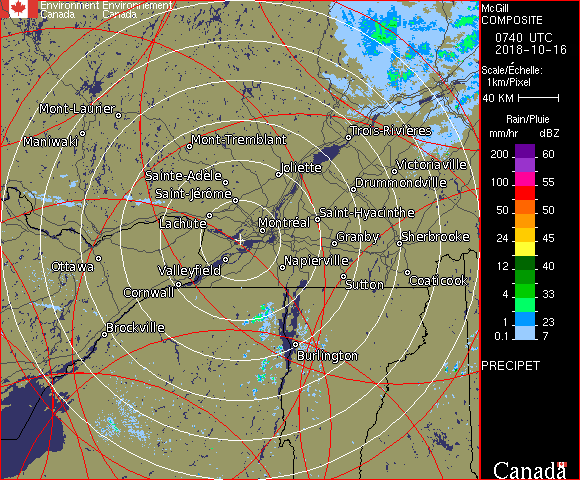 Environment Environnement
Canada Canada
McGill
COMPOSITE
0740 UTC
2018-10-16
Scale/Échelle:
1km/Pixel
40 KM
Rain/Pluie
mm/hr dBZ
200 60
150 57
100 55
50 50
24 45
12 40
4 33
1 23
0.1 7
PRECIPET
Canada
Mont-Laurier
Maniwaki
Mont-Tremblant
Trois-Rivières
Joliette
Victoriaville
Sainte-Adèle
Drummondville
Saint-Jérôme
Lachute
Montréal
Saint-Hyacinthe
Granby
Sherbrooke
Ottawa
Valleyfield
Napierville
Cornwall
Sutton
Coaticook
Brockville
Burlington